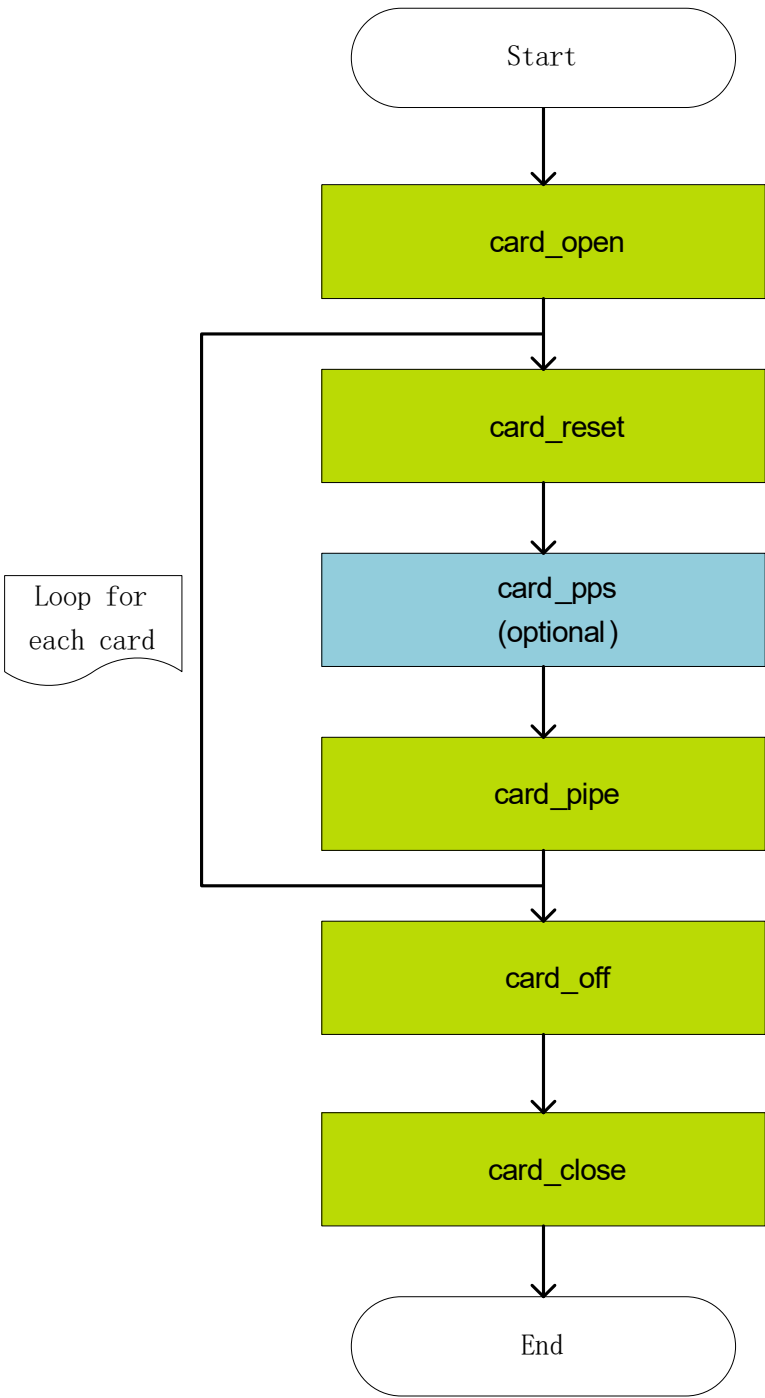 Start
card_open
card_reset
Loop for
each card
card_pps
(optional)
card_pipe
card_off
card_close
End